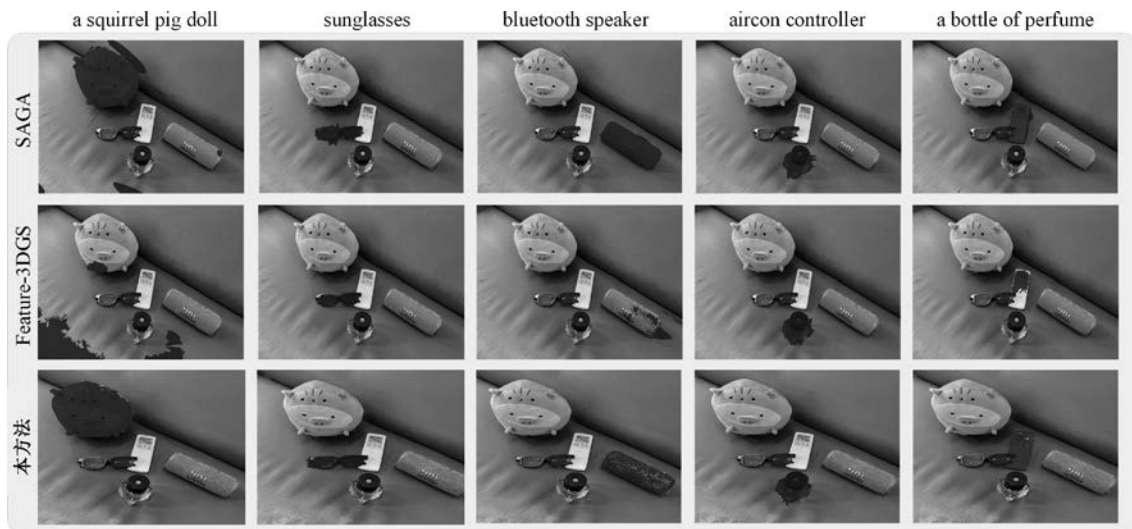 a squirrel pig doll
sunglasses
bluetooth speaker
aircon controller
a bottle of perfume
SAGA
Feature-3DGS
本方法